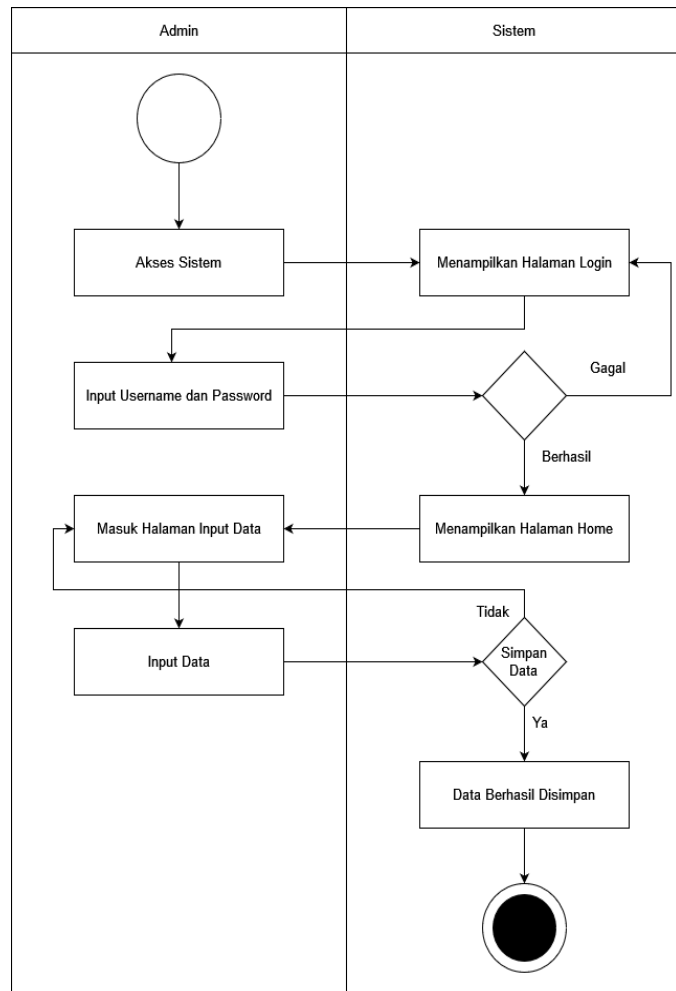 Admin
Sistem
Akses Sistem
Menampilkan Halaman Login
Input Username dan Password
Gagal
Berhasil
Masuk Halaman Input Data
Menampilkan Halaman Home
Tidak
Input Data
Simpan
Data
Ya
Data Berhasil Disimpan